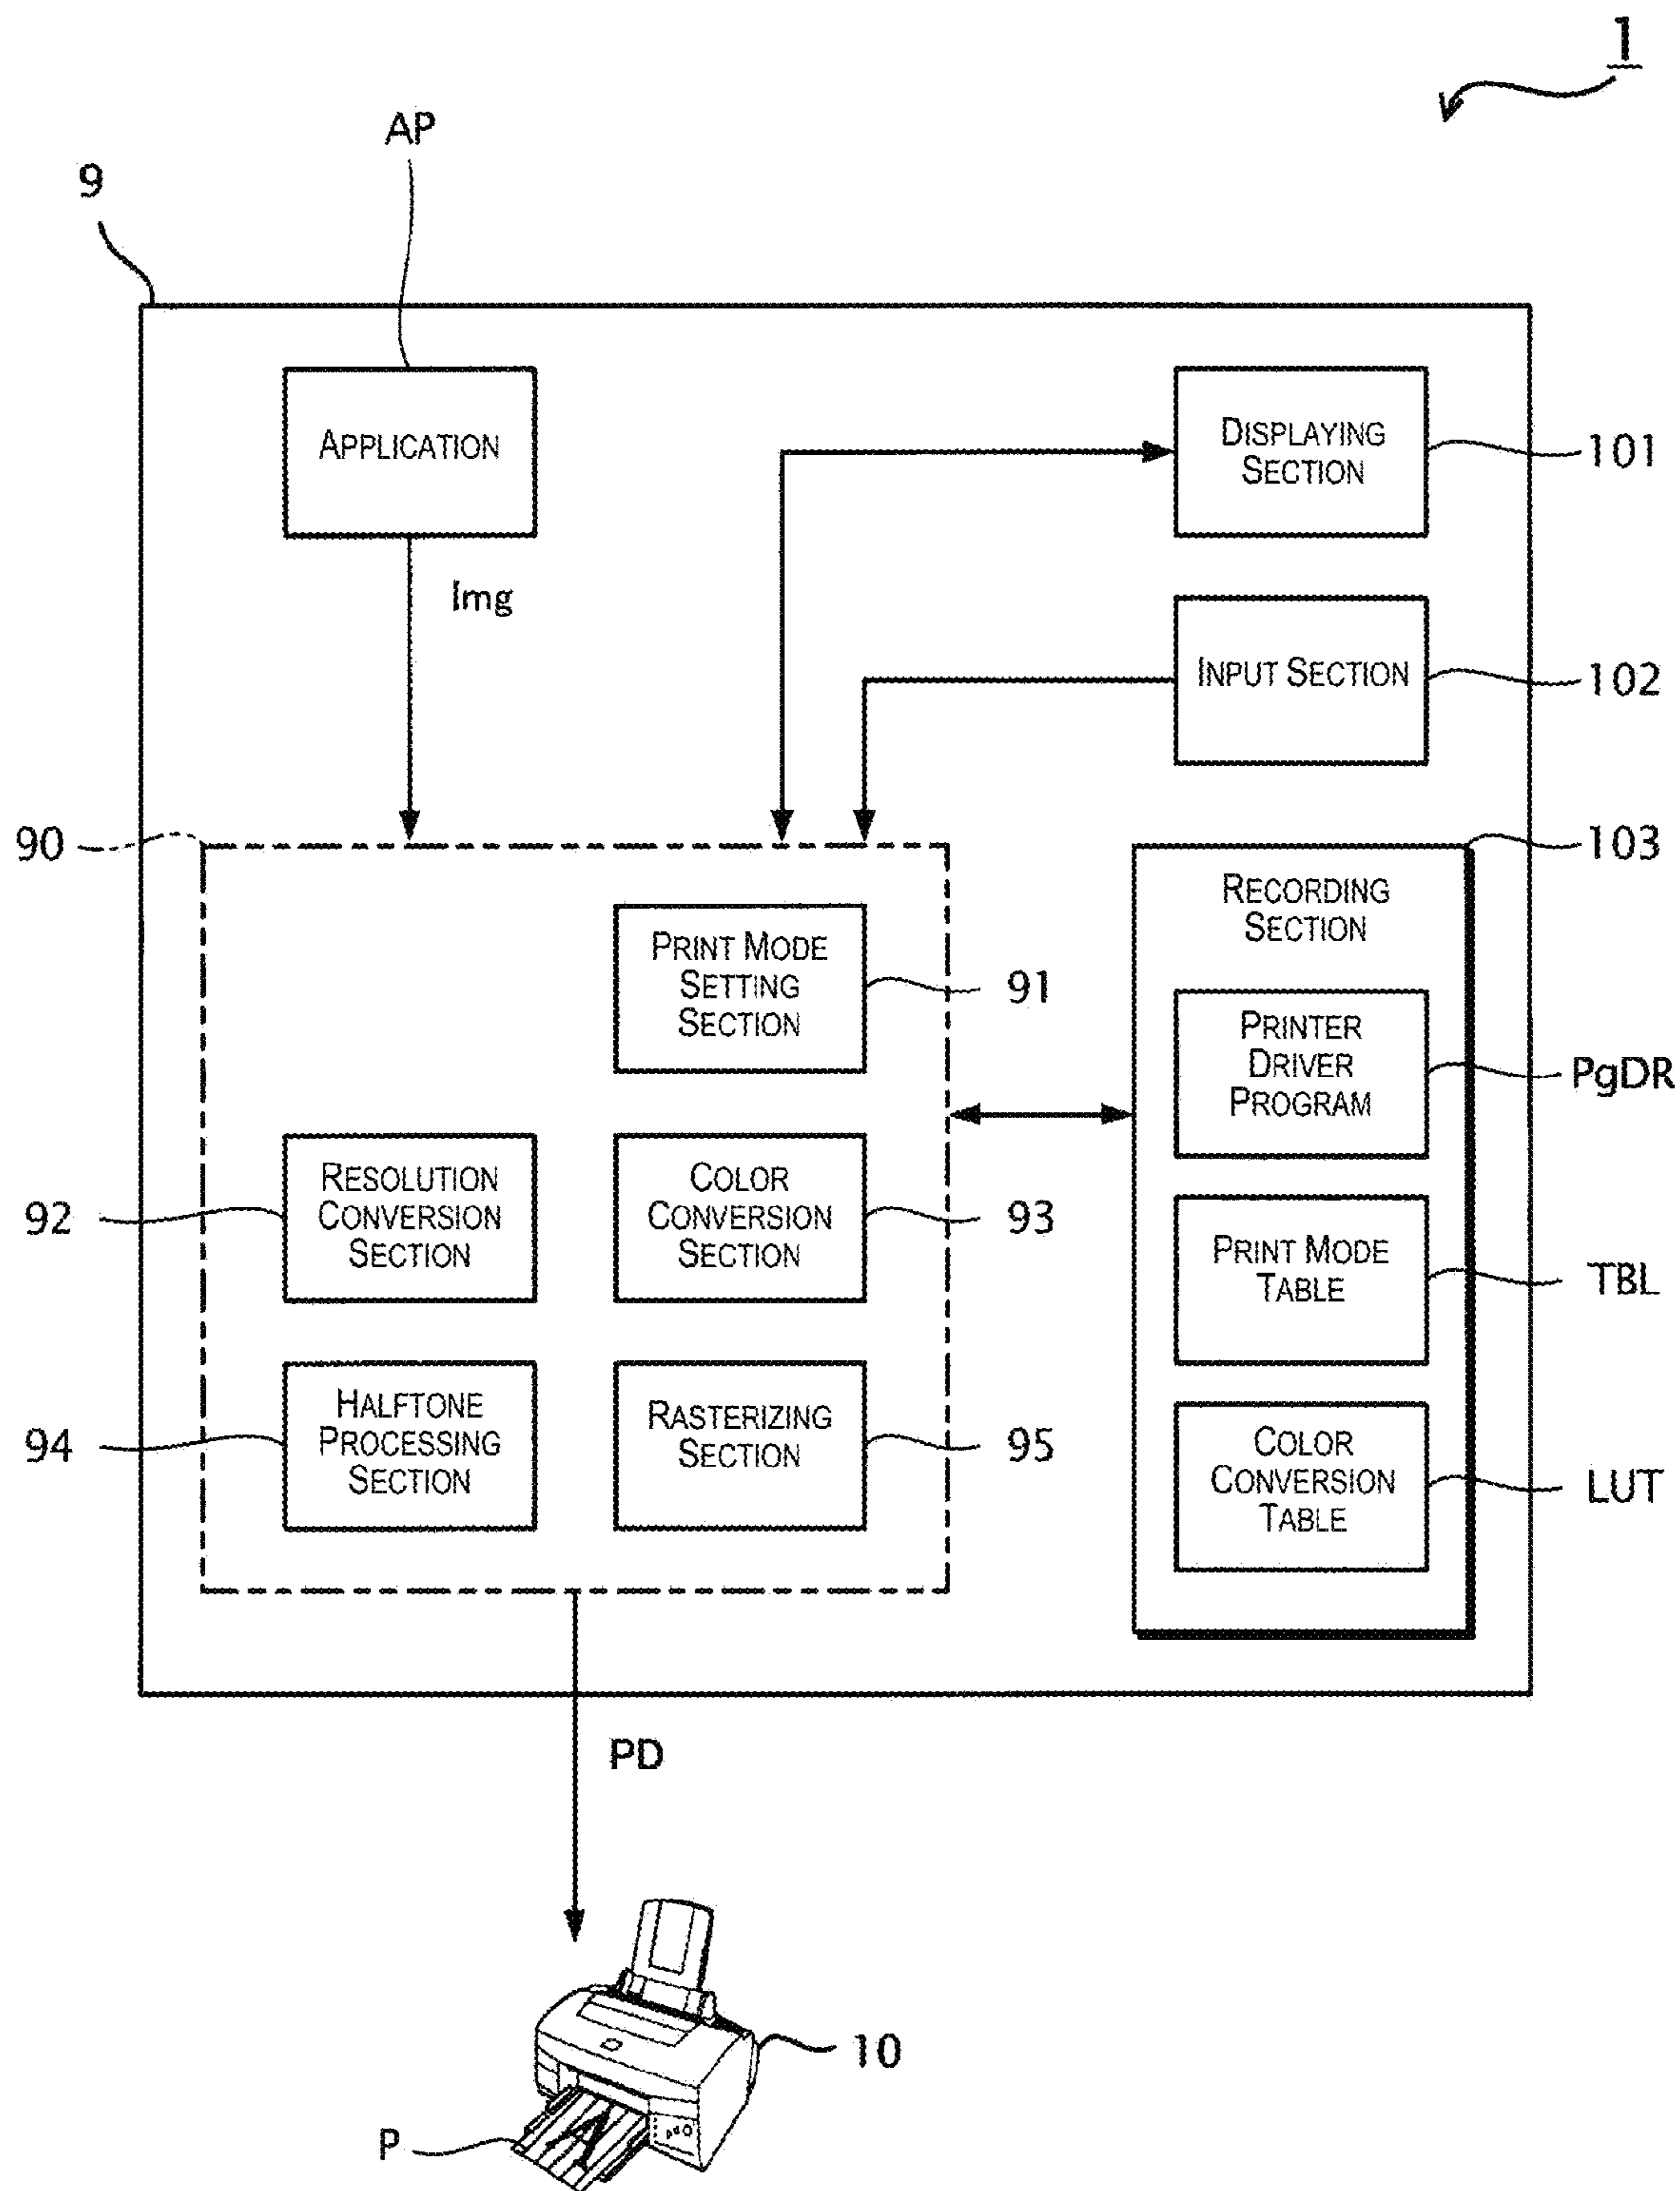 1
AP
9
APPLICATION
DISPLAYING
SECTION
101
Img
INPUT SECTION
102
90
103
RECORDING
SECTION
PRINT MODE
SETTING
SECTION
91
PRINTER
DRIVER
PROGRAM
PgDR
92
RESOLUTION
CONVERSION
SECTION
COLOR
CONVERSION
SECTION
93
PRINT MODE
TABLE
TBL
94
HALFTONE
PROCESSING
SECTION
RASTERIZING
SECTION
95
COLOR
CONVERSION
TABLE
LUT
PD
10
A
P